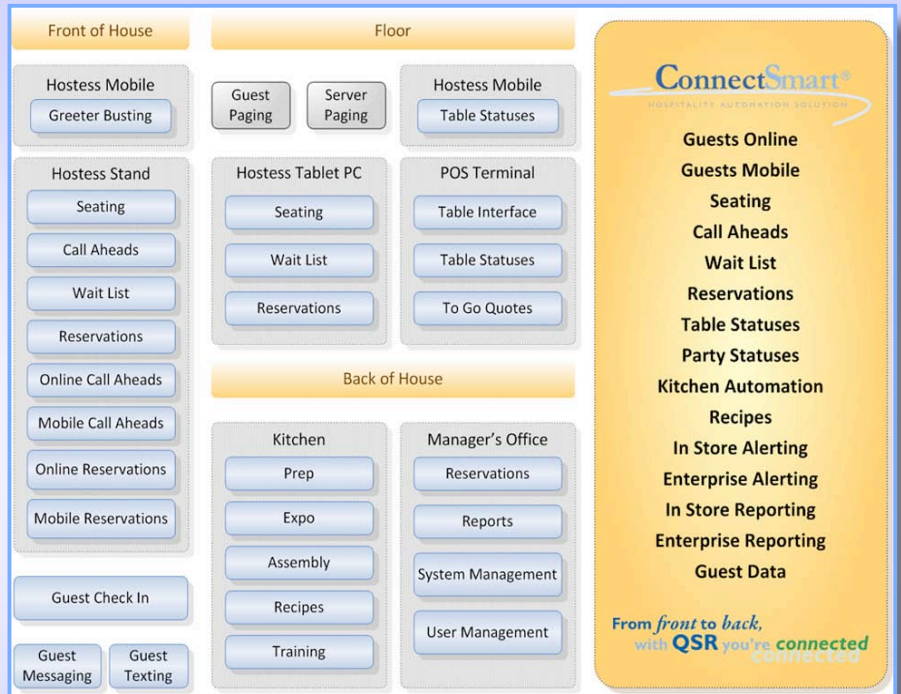 Front of House
Hostess Mobile
Greeter Busting
Hostess Stand
Seating
Call Aheads
Wait List
Reservations
Online Call Aheads
Mobile Call Aheads
Online Reservations
Mobile Reservations
Guest Check In
Guest
Messaging
Guest
Texting
Floor
Guest
Paging
Server
Paging
Hostess Mobile
Table Statuses
Hostess Tablet PC
Seating
Wait List
Reservations
POS Terminal
Table Interface
Table Statuses
To Go Quotes
Back of House
Kitchen
Prep
Expo
Assembly
Recipes
Training
Manager's Office
Reservations
Reports
System Management
User Management
ConnectSmart®
HOSPITALITY AUTOMATION SOLUTION
Guests Online
Guests Mobile
Seating
Call Aheads
Wait List
Reservations
Table Statuses
Party Statuses
Kitchen Automation
Recipes
In Store Alerting
Enterprise Alerting
In Store Reporting
Enterprise Reporting
Guest Data
From front to back,
with QSR you're connected
connected